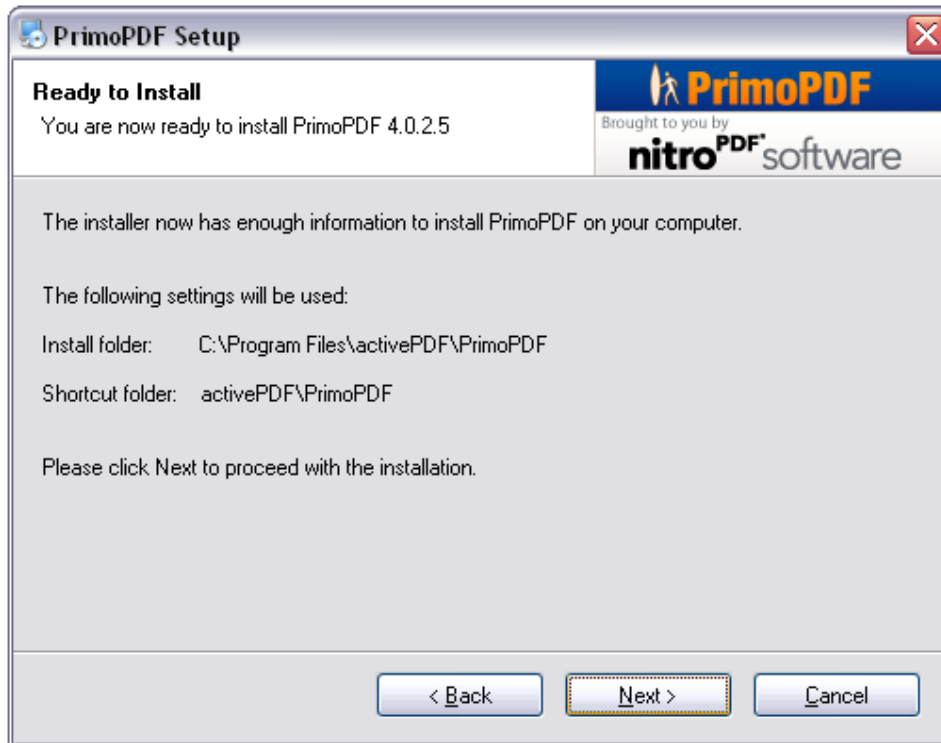 PrimoPDF Setup
Ready to Install
You are now ready to install PrimoPDF 4.0.2.5
PrimoPDF
Brought to you by
nitroPDF software
The installer now has enough information to install PrimoPDF on your computer.
The following settings will be used:
Install folder: C:\Program Files\activePDF\PrimoPDF
Shortcut folder: activePDF\PrimoPDF
Please click Next to proceed with the installation.
< Back Next > Cancel